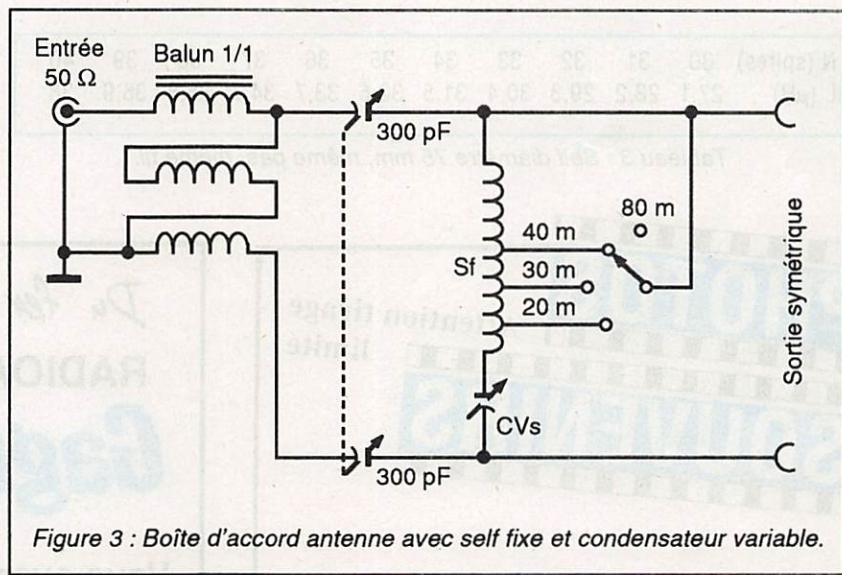 Entrée
50 Ω
Balun 1/1
300 pF
80 m
40 m
Sf
30 m
20 m
CVs
300 pF
Sortie symétrique
Figure 3 : Boîte d'accord antenne avec self fixe et condensateur variable.